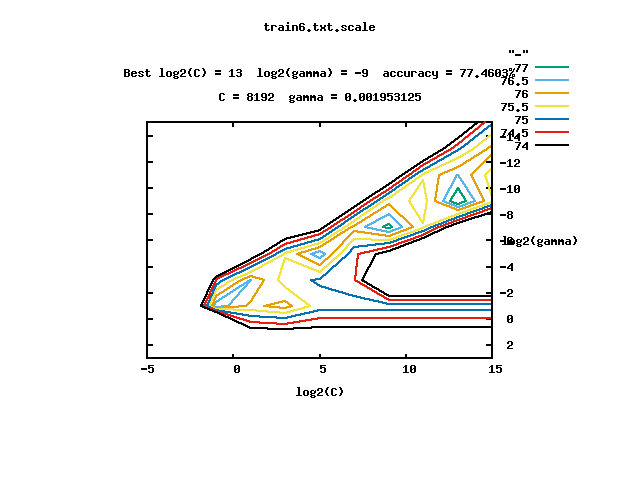 train6.txt.scale
"-"
Best log2(C) = 13 log2(gamma) = -9 accuracy = 77.4603%
77
76.5
C = 8192 gamma = 0.001953125
76
75.5
75
74.5
74
-14
-12
-10
-8
-6
log2(gamma)
-4
-2
0
2
-5 0 5 10 15
log2(C)